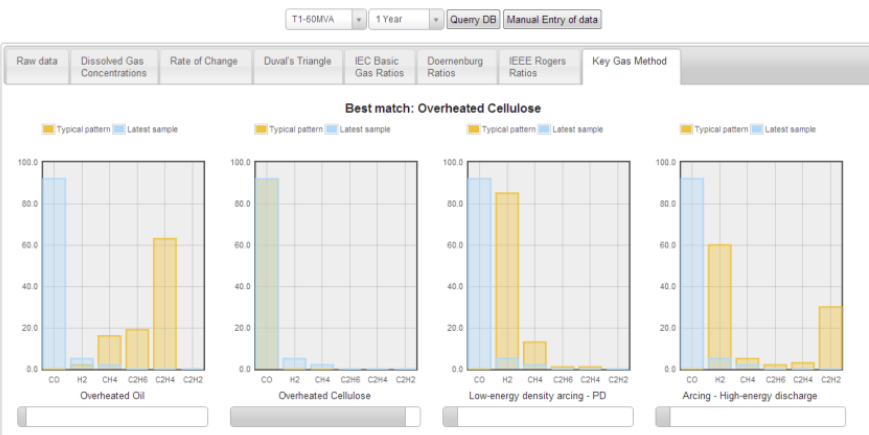 T1-60MVA 1 Year Querry DB Manual Entry of data
Raw data Dissolved Gas Concentrations Rate of Change Duval's Triangle IEC Basic Gas Ratios Doernenburg Ratios IEEE Rogers Ratios Key Gas Method
Best match: Overheated Cellulose
Typical pattern Latest sample Typical pattern Latest sample Typical pattern Latest sample Typical pattern Latest sample
100.0 100.0 100.0 100.0
80.0 80.0 80.0 80.0
60.0 60.0 60.0 60.0
40.0 40.0 40.0 40.0
20.0 20.0 20.0 20.0
0.0 0.0 0.0 0.0
CO H2 CH4 C2H6 C2H4 C2H2 CO H2 CH4 C2H6 C2H4 C2H2 CO H2 CH4 C2H6 C2H4 C2H2 CO H2 CH4 C2H6 C2H4 C2H2
Overheated Oil Overheated Cellulose Low-energy density arcing - PD Arcing - High-energy discharge